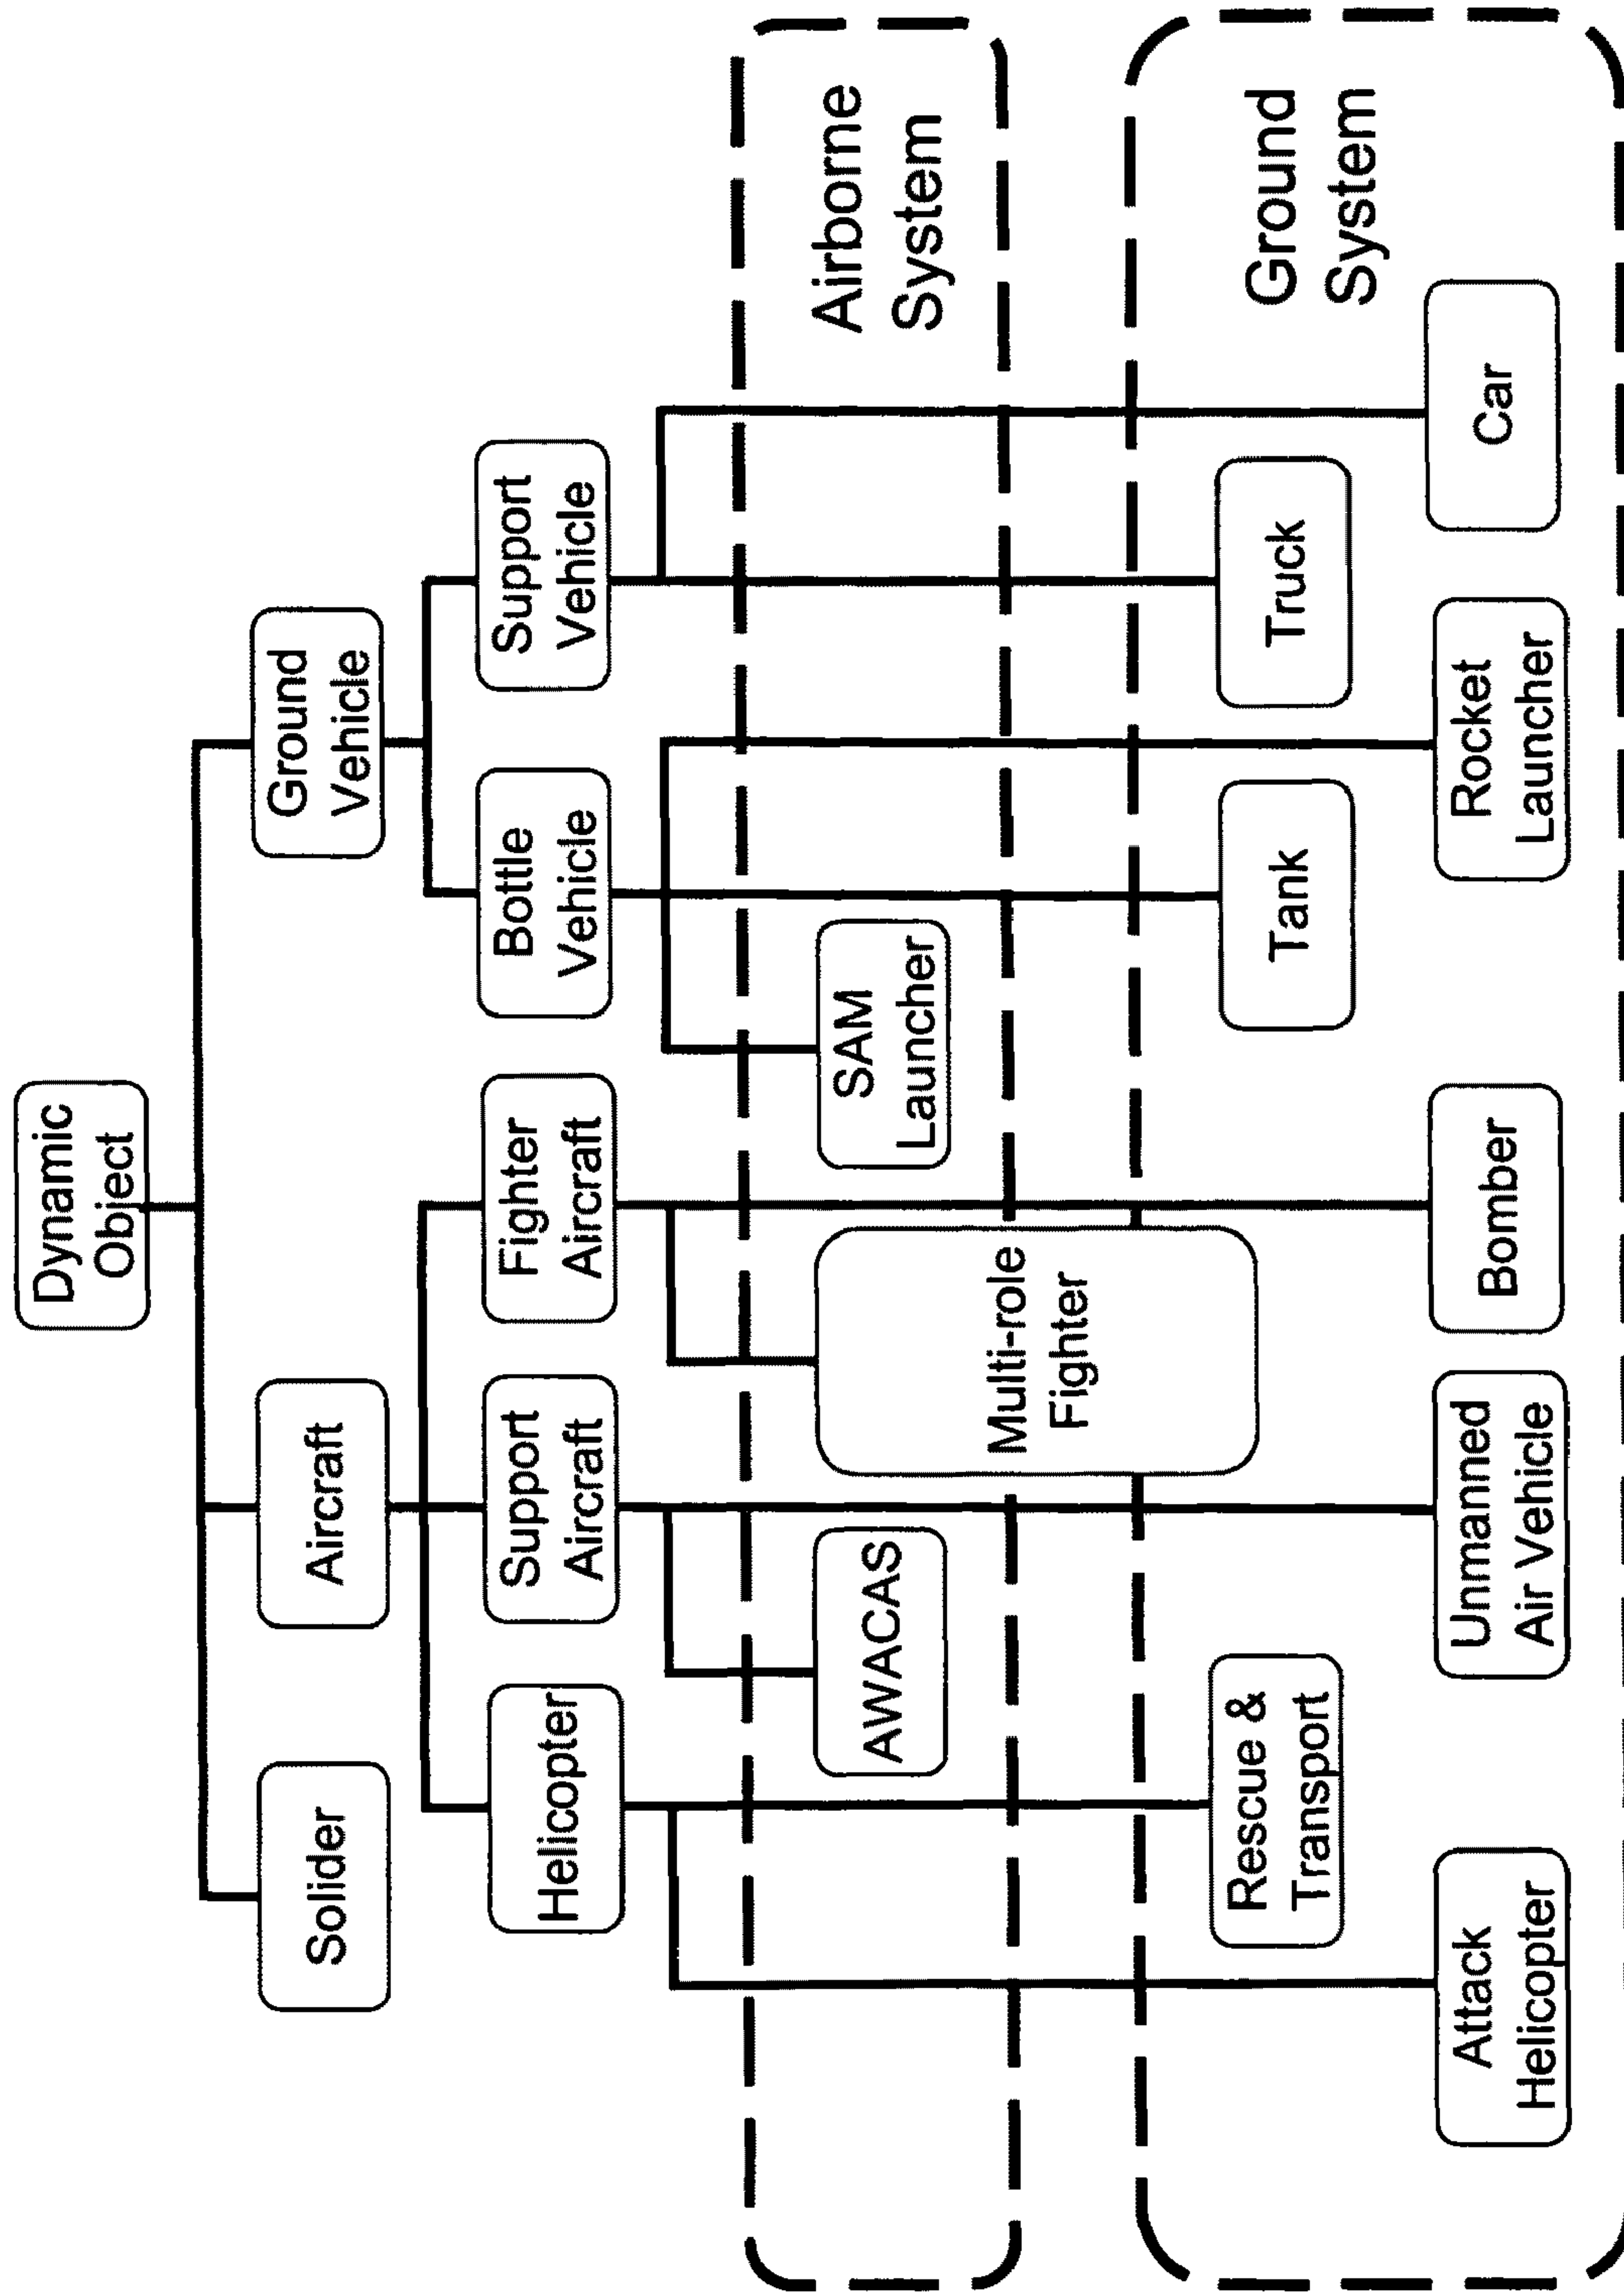 Dynamic
Object
Solider
Aircraft
Ground
Vehicle
Helicopter
Support
Aircraft
Fighter
Aircraft
Bottle
Vehicle
Support
Vehicle
Airborne
System
AWACAS
Multi-role
Fighter
SAM
Launcher
Ground
System
Rescue &
Transport
Tank
Truck
Attack
Helicopter
Unmanned
Air Vehicle
Bomber
Rocket
Launcher
Car